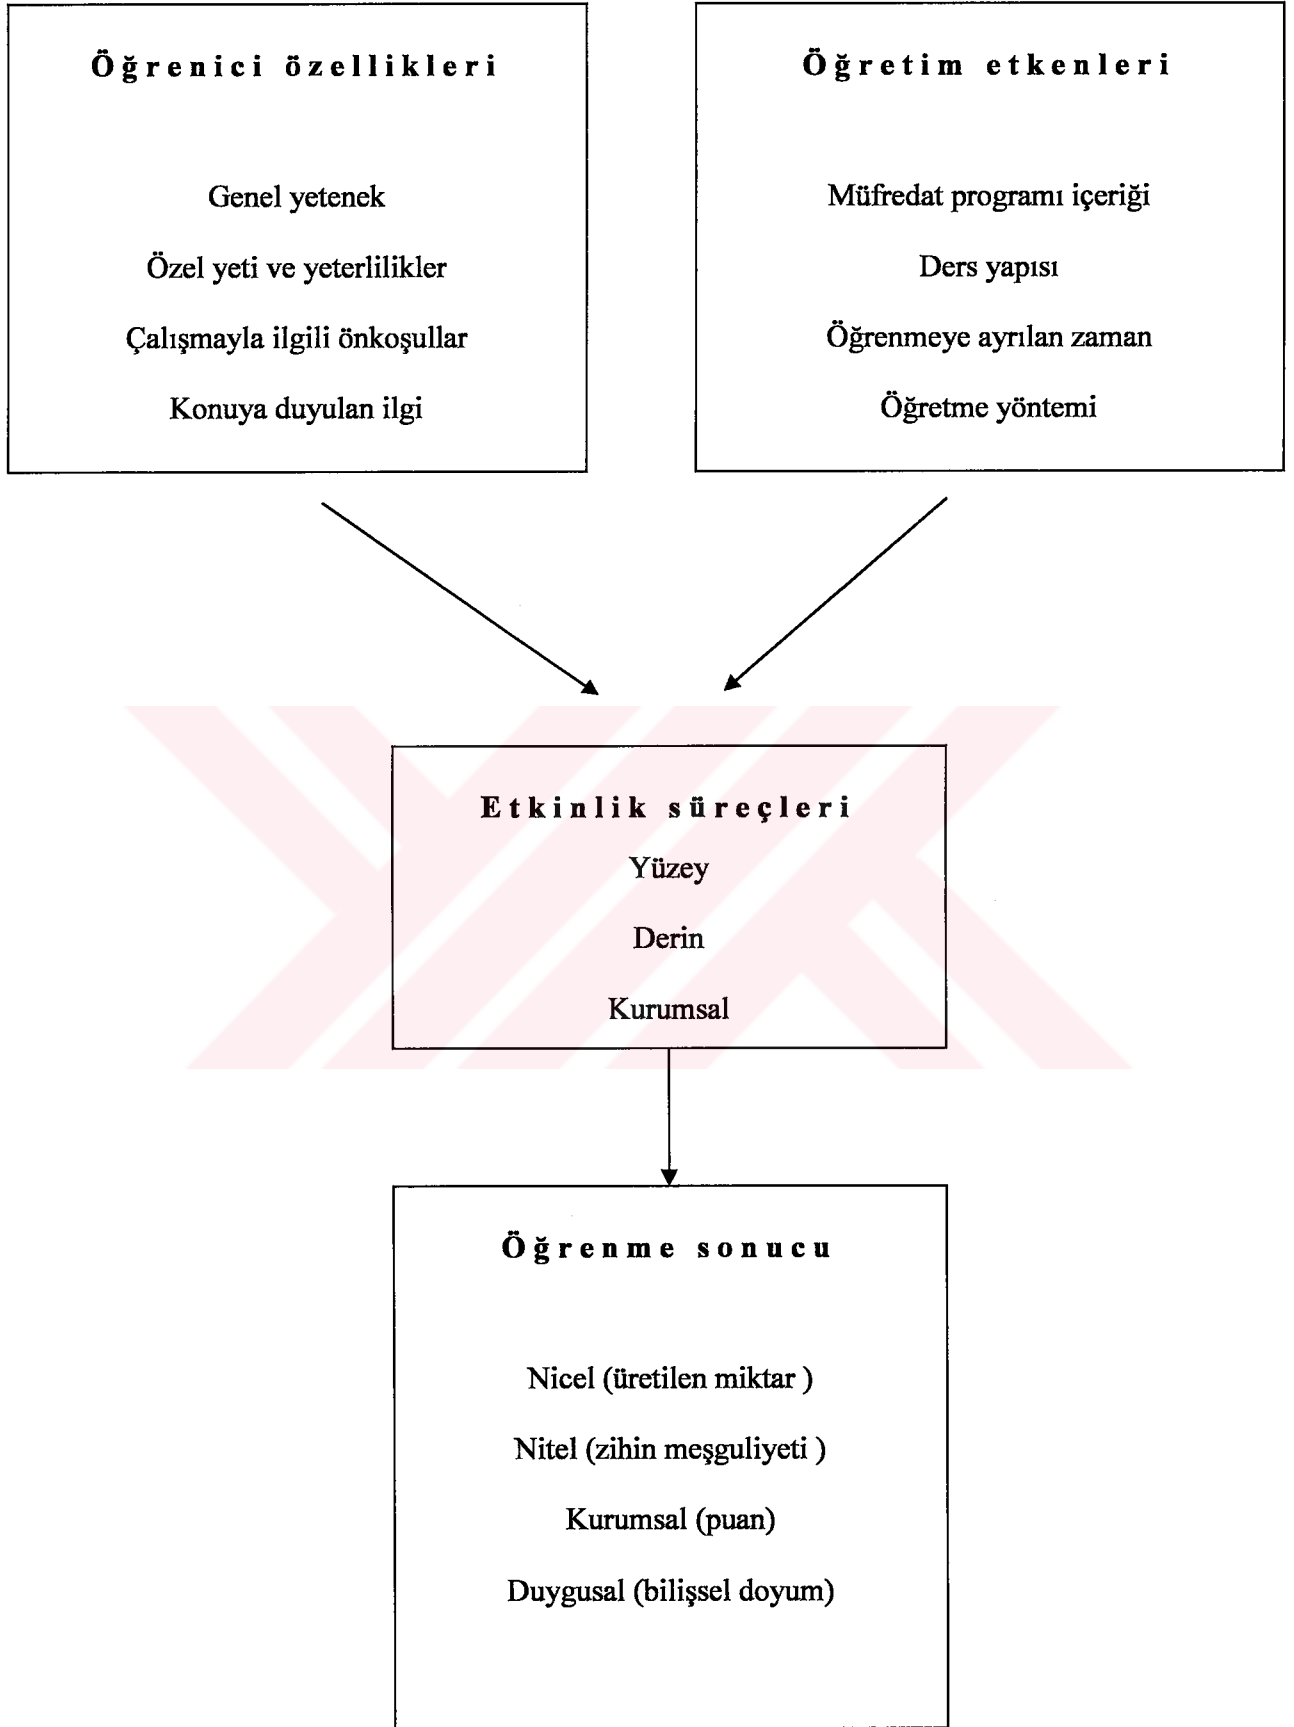 Öğrenici özellikleri
Genel yetenek
Özel yeti ve yeterlilikler
Çalışmayla ilgili önkoşullar
Konuya duyulan ilgi
Öğretim etkenleri
Müfredat programı içeriği
Ders yapısı
Öğrenmeye ayrılan zaman
Öğretme yöntemi
Etkinlik süreçleri
Yüzey
Derin
Kurumsal
Öğrenme sonucu
Nicel (üretilen miktar )
Nitel (zihin meşguliyeti )
Kurumsal (puan)
Duygusal (bilişsel doyum)